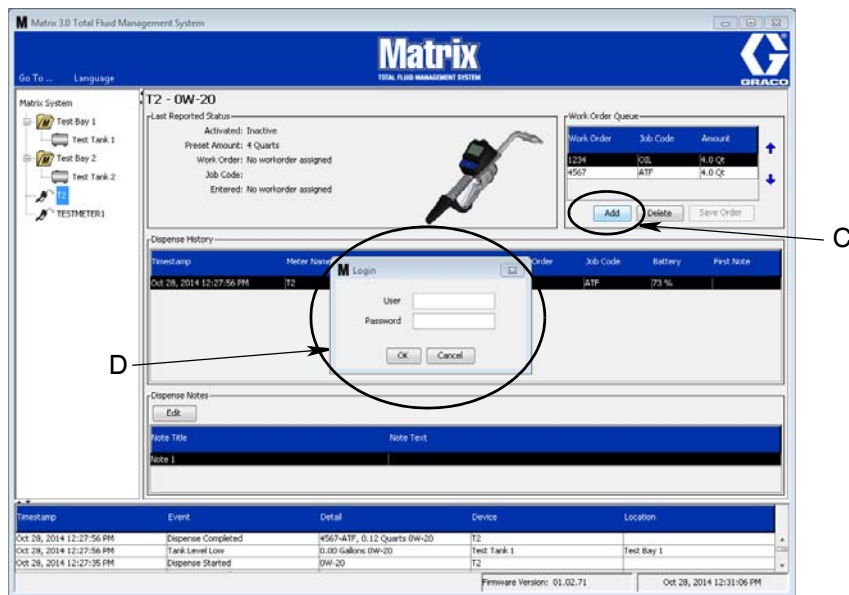 M Matrix 3.0 Total Fluid Management System
Matrix
TOTAL FLUID MANAGEMENT SYSTEM
GRACO
Go To ... Language
Matrix System
Test Bay 1
Test Tank 1
Test Bay 2
Test Tank 2
T2
TESTMETER1
T2 - 0W-20
Last Reported Status
Activated: Inactive
Preset Amount: 4 Quarts
Work Order: No workorder assigned
Job Code:
Entered: No workorder assigned
Work Order Queue
Work Order Job Code Amount
1234 OIL 4.0 Qt
4567 ATF 4.0 Qt
Add Delete Save Order
C
Dispense History
Timestamp Meter Name Order Job Code Battery First Note
Oct 28, 2014 12:27:56 PM T2 ATF 73 %
M Login
User
Password
OK Cancel
D
Dispense Notes
Edit
Note Title Note Text
Note 1
Timestamp Event Detail Device Location
Oct 28, 2014 12:27:56 PM Dispense Completed 4567-ATF, 0.12 Quarts 0W-20 T2
Oct 28, 2014 12:27:56 PM Tank Level Low 0.00 Gallons 0W-20 Test Tank 1 Test Bay 1
Oct 28, 2014 12:27:35 PM Dispense Started 0W-20 T2
Firmware Version: 01.02.71 Oct 28, 2014 12:31:06 PM